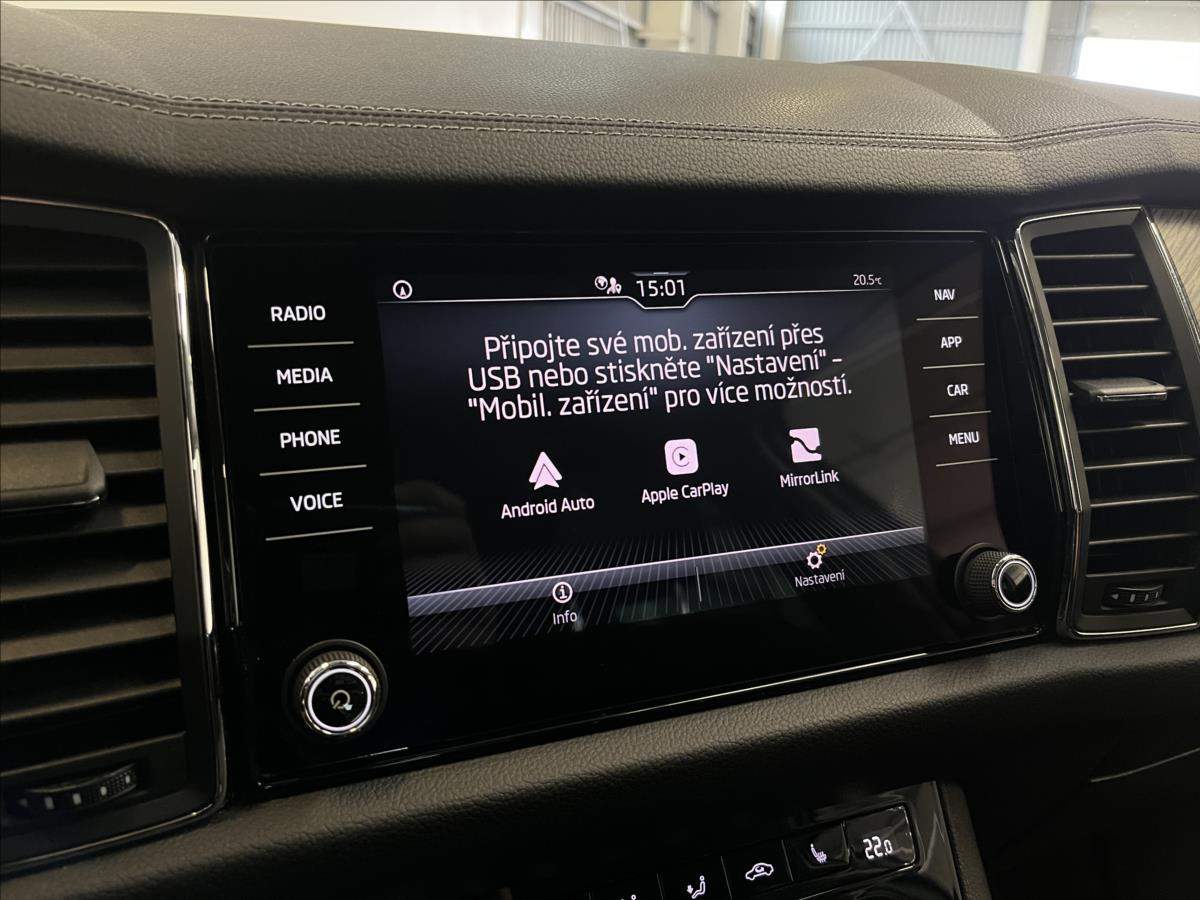 15:01
20.5°C
RADIO
MEDIA
PHONE
VOICE
Připojte své mob. zařízení přes
USB nebo stiskněte "Nastavení" -
"Mobil. zařízení" pro více možností.
Android Auto
Apple CarPlay
MirrorLink
Info
Nastavení
NAV
APP
CAR
MENU
22.0